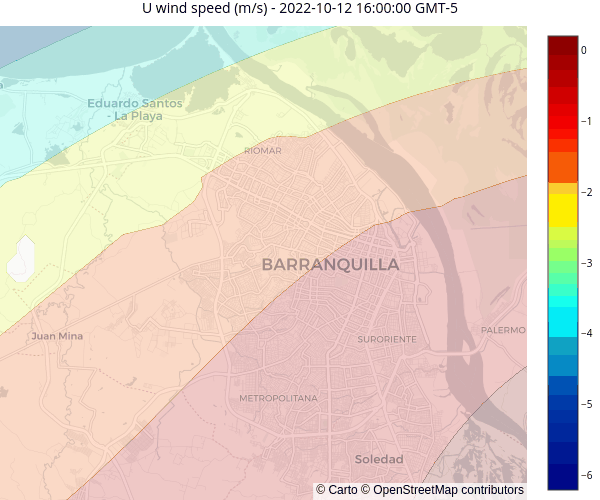 U wind speed (m/s) - 2022-10-12 16:00:00 GMT-5
Eduardo Santos
- La Playa
RIOMAR
BARRANQUILLA
Juan Mina
SURORIENTE
PALERMO
METROPOLITANA
Soledad
© Carto © OpenStreetMap contributors
0
−1
−2
−3
−4
−5
−6